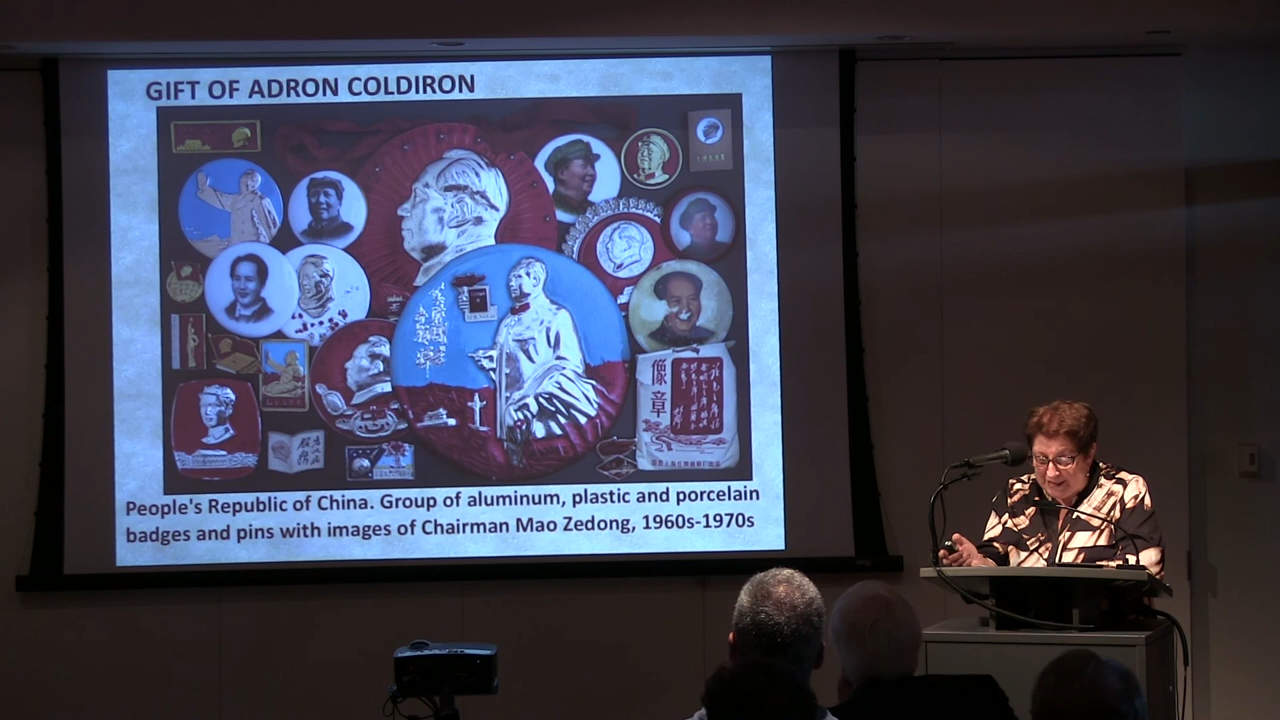 GIFT OF ADRON COLDIRON
像
章
People's Republic of China. Group of aluminum, plastic and porcelain
badges and pins with images of Chairman Mao Zedong, 1960s-1970s